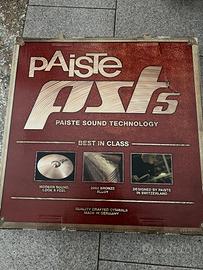 PAISTE
PST5
PAISTE SOUND TECHNOLOGY
BEST IN CLASS
MODERN SOUND, LOOK & FEEL
2002 BRONZE ALLOY
DESIGNED BY PAISTE IN SWITZERLAND
QUALITY CRAFTED CYMBALS
MADE IN GERMANY